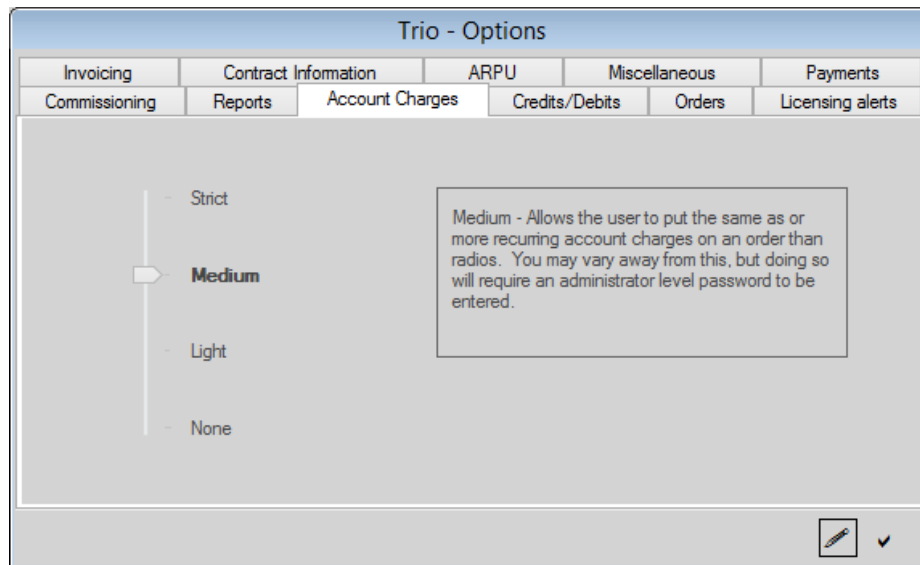 Trio - Options
Invoicing Contract Information ARPU Miscellaneous Payments
Commissioning Reports Account Charges Credits/Debits Orders Licensing alerts
Strict
Medium
Light
None
Medium - Allows the user to put the same as or
more recurring account charges on an order than
radios.  You may vary away from this, but doing so
will require an administrator level password to be
entered.